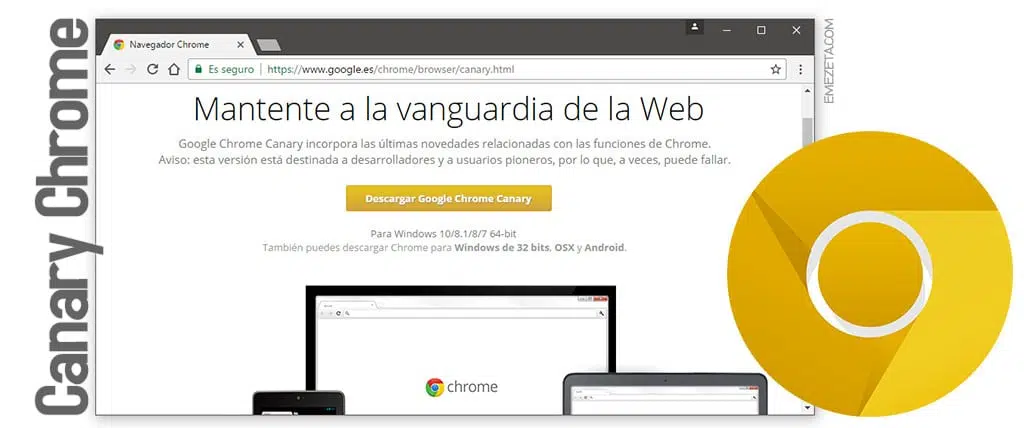 Canary Chrome
Navegador Chrome
Es seguro
https://www.google.es/chrome/browser/canary.html
EMEZETA.COM
Mantente a la vanguardia de la Web
Google Chrome Canary incorpora las últimas novedades relacionadas con las funciones de Chrome.
Aviso: esta versión está destinada a desarrolladores y a usuarios pioneros, por lo que, a veces, puede fallar.
Descargar Google Chrome Canary
Para Windows 10/8.1/8/7 64-bit
También puedes descargar Chrome para Windows de 32 bits, OSX y Android.
chrome